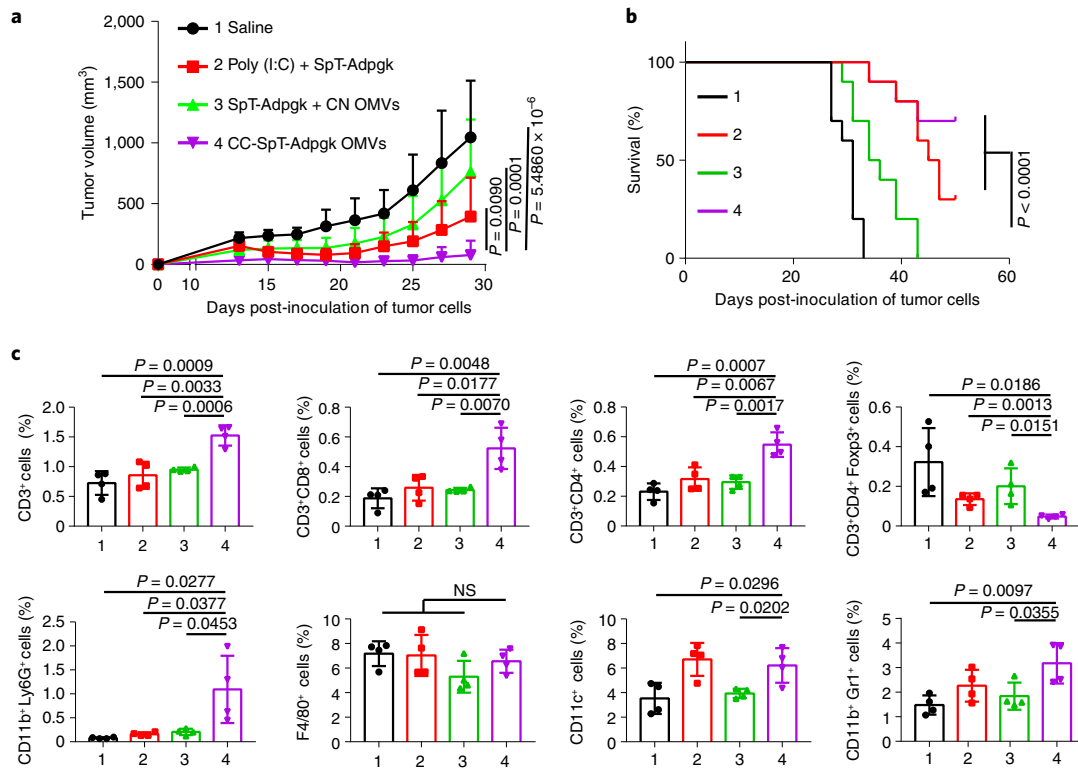 a
2,000
1,500
1,000
500
0
Tumor volume (mm³)
1 Saline
2 Poly (I:C) + SpT-Adpgk
3 SpT-Adpgk + CN OMVs
4 CC-SpT-Adpgk OMVs
0 10 15 20 25 30
Days post-inoculation of tumor cells
P = 0.0090
P = 0.0001
P = 5.4860 × 10⁻⁶
b
100
50
0
Survival (%)
1
2
3
4
0 20 40 60
Days post-inoculation of tumor cells
P < 0.0001
c
P = 0.0009
P = 0.0033
P = 0.0006
2.0
1.5
1.0
0.5
0
CD3⁺cells (%)
1 2 3 4
P = 0.0048
P = 0.0177
P = 0.0070
0.8
0.6
0.4
0.2
0
CD3⁺CD8⁺ cells (%)
1 2 3 4
P = 0.0007
P = 0.0067
P = 0.0017
0.8
0.6
0.4
0.2
0
CD3⁺CD4⁺ cells (%)
1 2 3 4
P = 0.0186
P = 0.0013
P = 0.0151
0.6
0.4
0.2
0
CD3⁺CD4⁺ Foxp3⁺ cells (%)
1 2 3 4
P = 0.0277
P = 0.0377
P = 0.0453
2.5
2.0
1.5
1.0
0.5
0
CD11b⁺ Ly6G⁺ cells (%)
1 2 3 4
NS
10
8
6
4
2
0
F4/80⁺ cells (%)
1 2 3 4
P = 0.0296
P = 0.0202
10
8
6
4
2
0
CD11c⁺ cells (%)
1 2 3 4
P = 0.0097
P = 0.0355
5
4
3
2
1
0
CD11b⁺ Gr1⁺ cells (%)
1 2 3 4